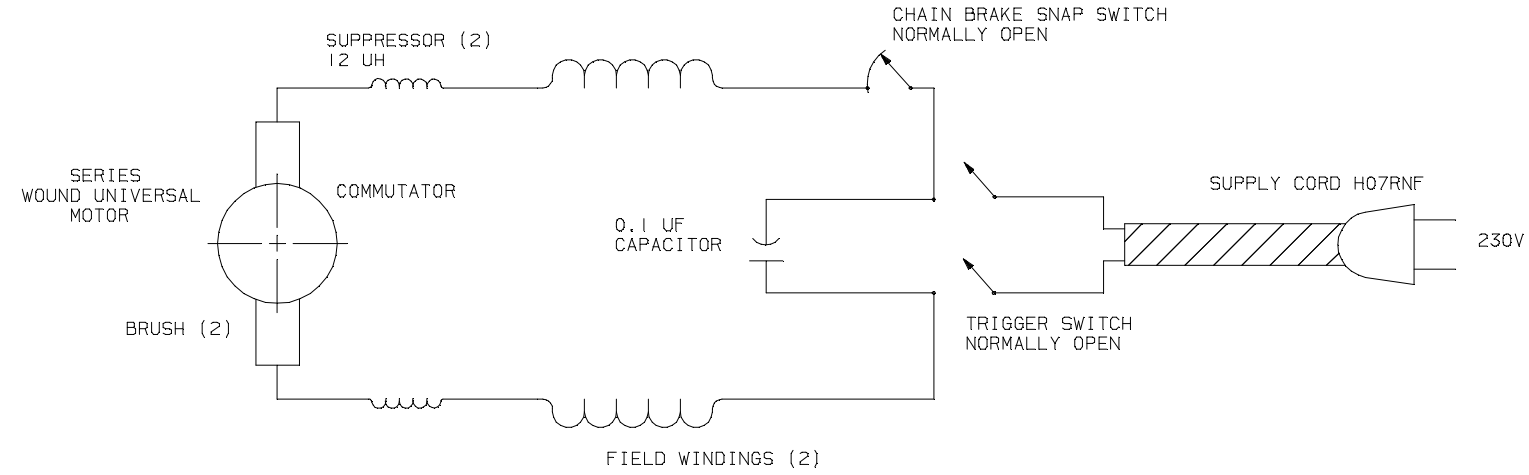 CHAIN BRAKE SNAP SWITCH
NORMALLY OPEN
SUPPRESSOR (2)
12 UH
SERIES
WOUND UNIVERSAL
MOTOR
COMMUTATOR
SUPPLY CORD H07RNF
0.1 UF
CAPACITOR
230V
BRUSH (2)
TRIGGER SWITCH
NORMALLY OPEN
FIELD WINDINGS (2)